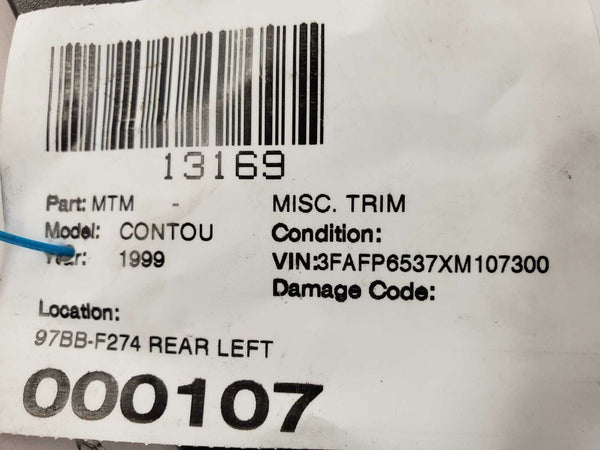 13169
Part: MTM - MISC. TRIM
Model: CONTOU Condition:
Year: 1999 VIN:3FAFP6537XM107300
Damage Code:
Location:
97BB-F274 REAR LEFT
000107